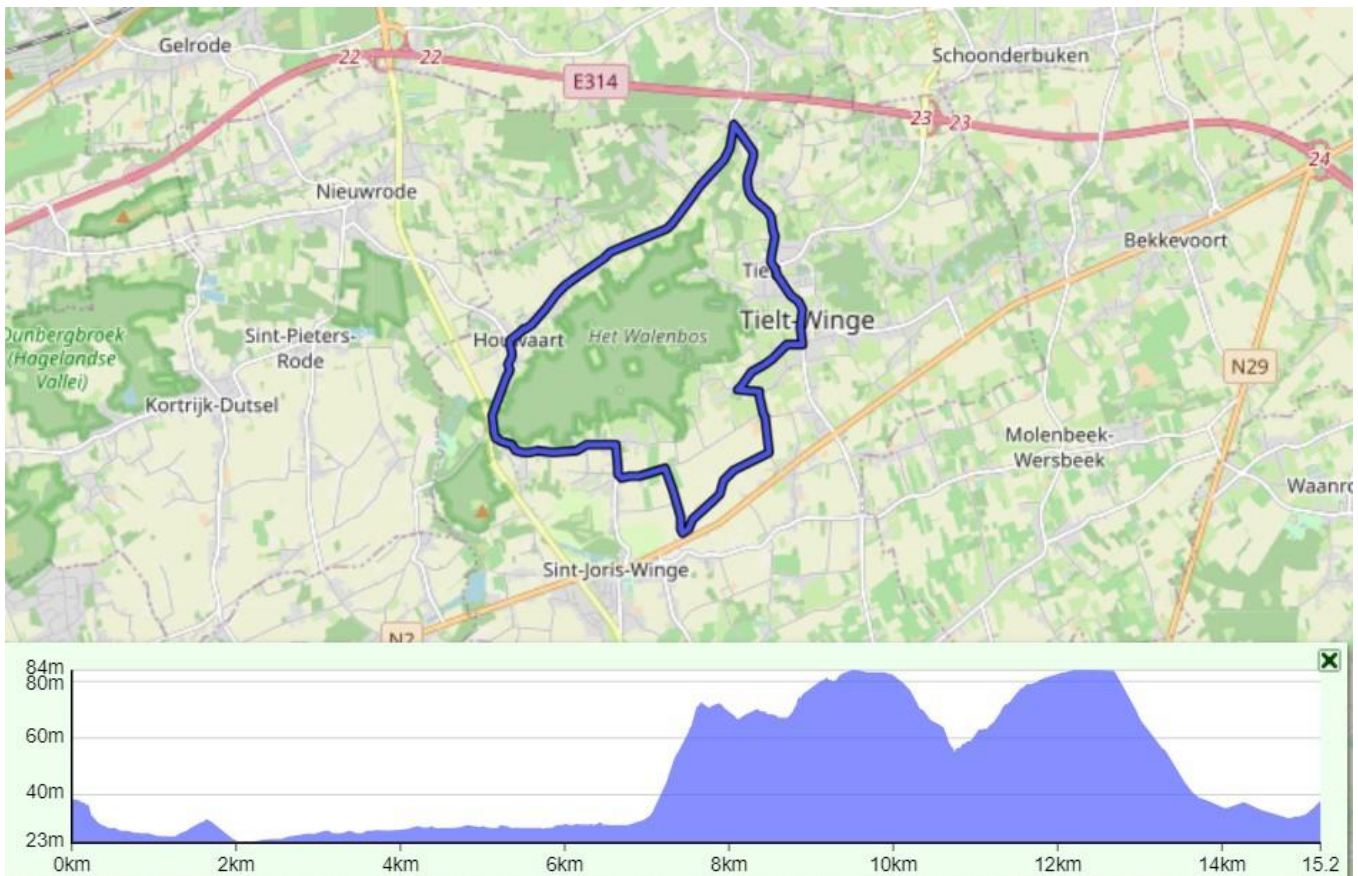 Gelrode
22
22
E314
Schoonderbuken
23
23
24
Nieuwrode
Bekkevoort
Tie
Tielt-Winge
Houwaart
Het Walenbos
Dunbergbroek
(Hagelandse
Vallei)
Sint-Pieters-
Rode
N29
Kortrijk-Dutsel
Molenbeek-
Wersbeek
Waanro
Sint-Joris-Winge
N2
84m
80m
60m
40m
23m
0km
2km
4km
6km
8km
10km
12km
14km
15.2